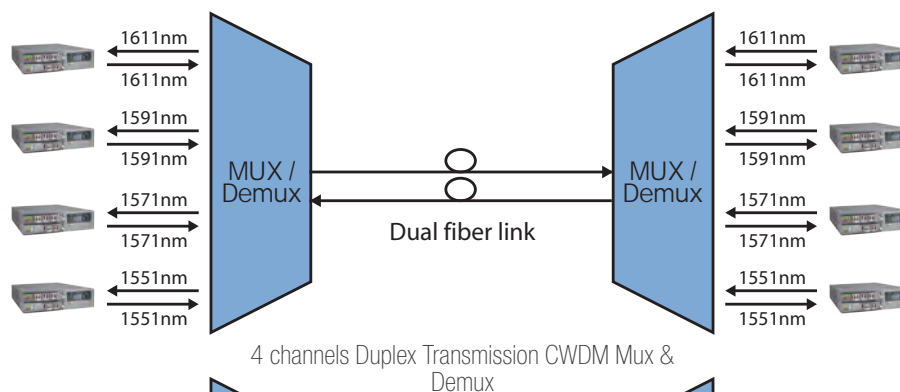 1611nm
1611nm
1591nm
1591nm
1571nm
1571nm
1551nm
1551nm
MUX /
Demux
Dual fiber link
MUX /
Demux
1611nm
1611nm
1591nm
1591nm
1571nm
1571nm
1551nm
1551nm
4 channels Duplex Transmission CWDM Mux &
Demux